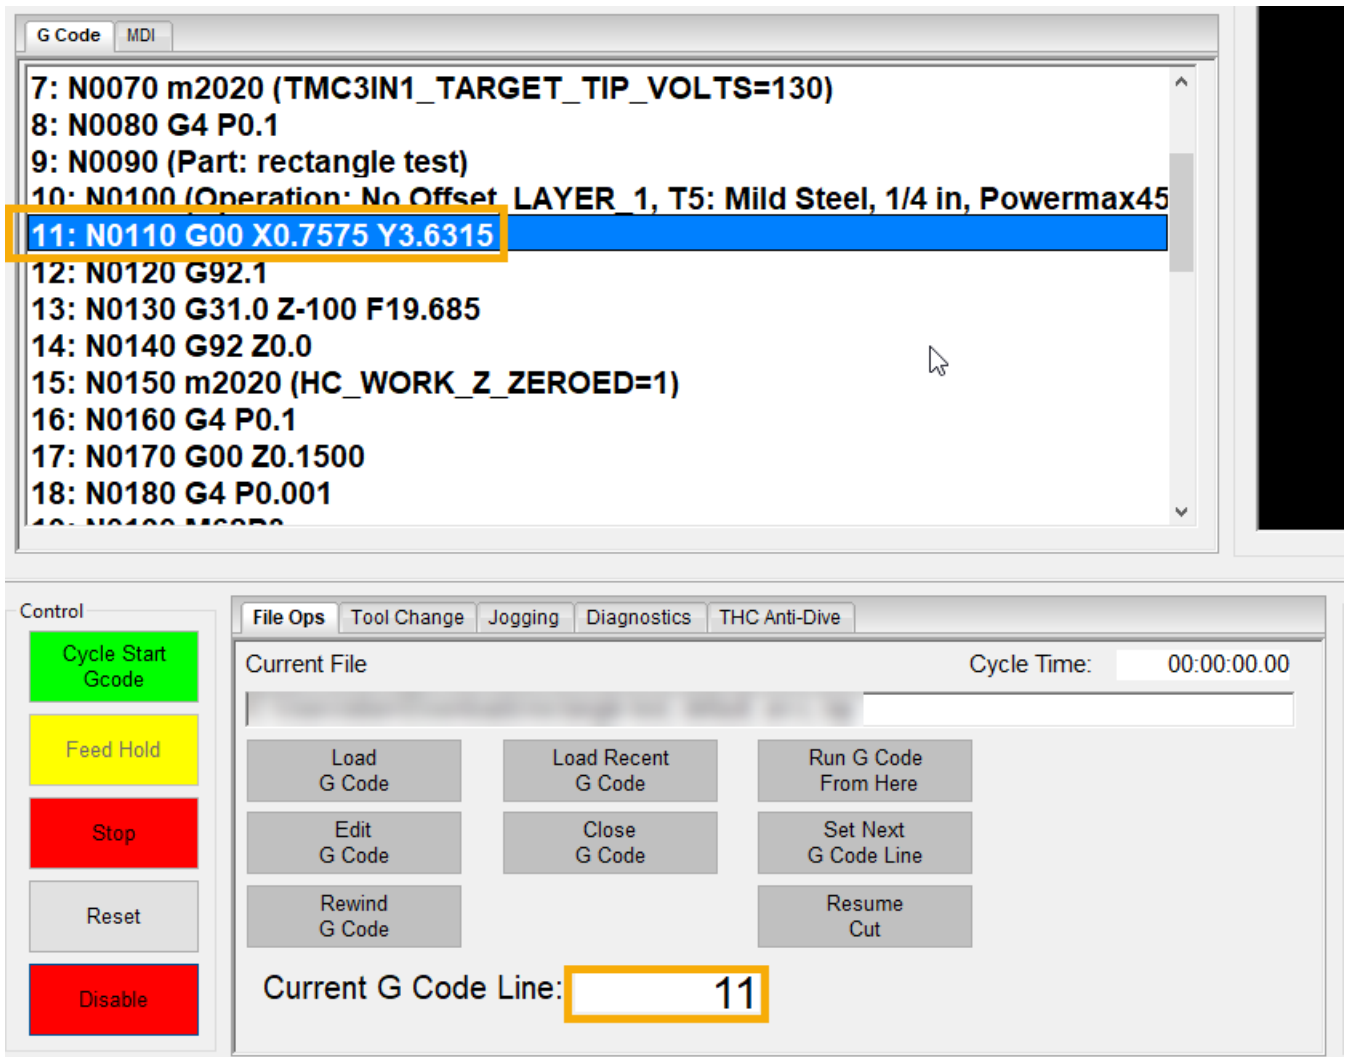 G Code MDI
7: N0070 m2020 (TMC3IN1_TARGET_TIP_VOLTS=130)
8: N0080 G4 P0.1
9: N0090 (Part: rectangle test)
10: N0100 (Operation: No Offset, LAYER_1, T5: Mild Steel, 1/4 in, Powermax45
11: N0110 G00 X0.7575 Y3.6315
12: N0120 G92.1
13: N0130 G31.0 Z-100 F19.685
14: N0140 G92 Z0.0
15: N0150 m2020 (HC_WORK_Z_ZEROED=1)
16: N0160 G4 P0.1
17: N0170 G00 Z0.1500
18: N0180 G4 P0.001
Control
Cycle Start
Gcode
Feed Hold
Stop
Reset
Disable
File Ops Tool Change Jogging Diagnostics THC Anti-Dive
Current File Cycle Time: 00:00:00.00
Load
G Code
Load Recent
G Code
Run G Code
From Here
Edit
G Code
Close
G Code
Set Next
G Code Line
Rewind
G Code
Resume
Cut
Current G Code Line: 11